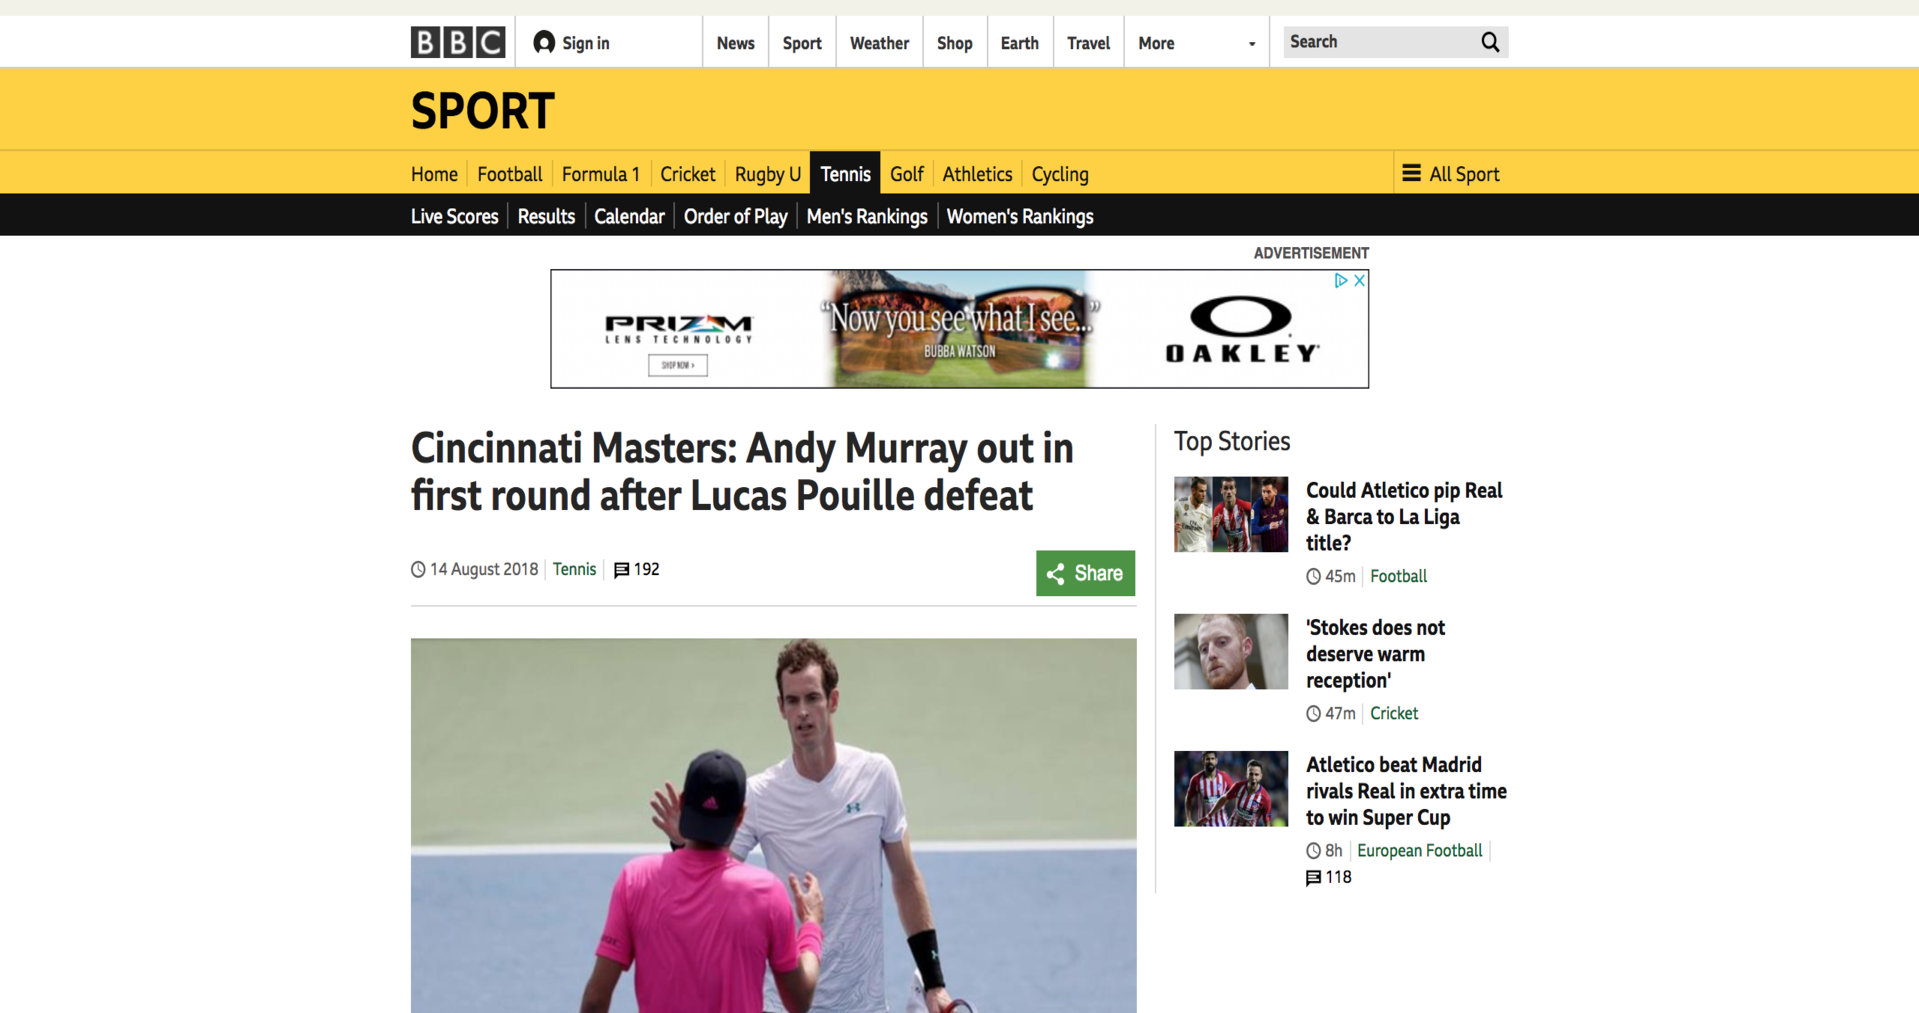 BBC
Sign in
News
Sport
Weather
Shop
Earth
Travel
More
Search
SPORT
Home
Football
Formula 1
Cricket
Rugby U
Tennis
Golf
Athletics
Cycling
All Sport
Live Scores
Results
Calendar
Order of Play
Men's Rankings
Women's Rankings
ADVERTISEMENT
PRIZM
LENS TECHNOLOGY
SHOP NOW >
“Now you see what I see...”
BUBBA WATSON
OAKLEY
Cincinnati Masters: Andy Murray out in
first round after Lucas Pouille defeat
14 August 2018
Tennis
192
Share
Top Stories
Could Atletico pip Real
& Barca to La Liga
title?
45m
Football
'Stokes does not
deserve warm
reception'
47m
Cricket
Atletico beat Madrid
rivals Real in extra time
to win Super Cup
8h
European Football
118